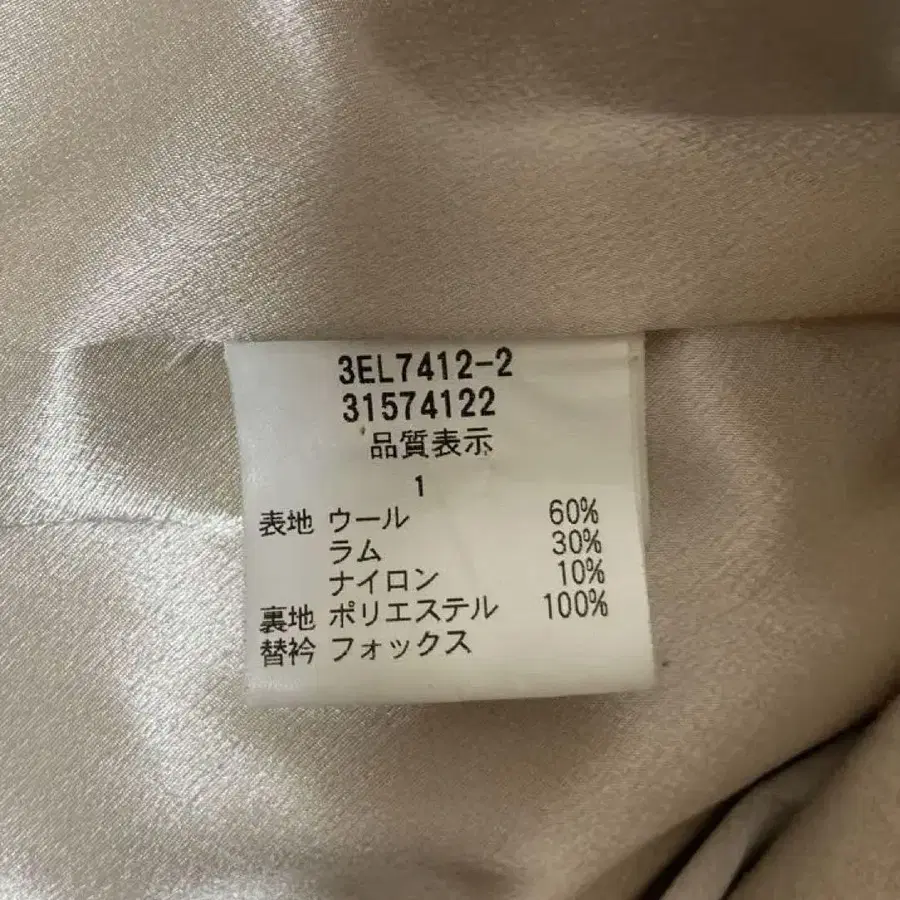 3EL7412-2
31574122
品質表示
1
表地 ウール 60%
ラム 30%
ナイロン 10%
裏地 ポリエステル 100%
替衿 フォックス